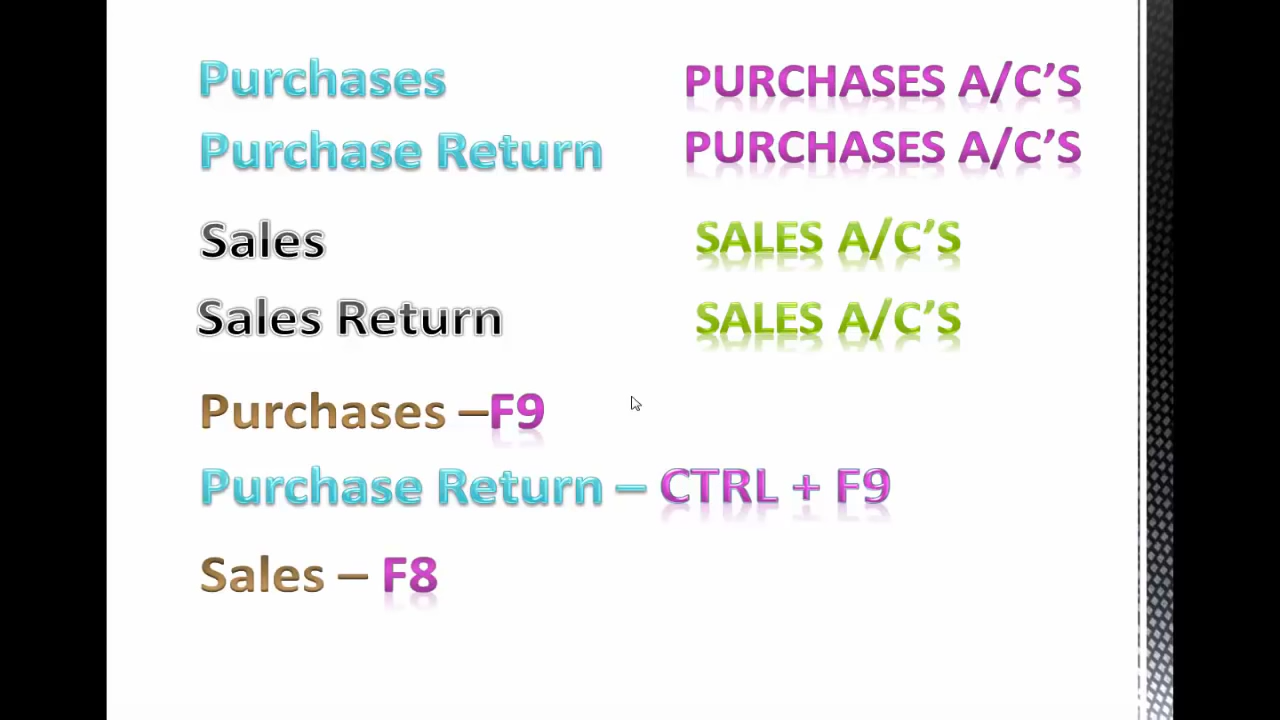 Purchases PURCHASES A/C’S
Purchase Return PURCHASES A/C’S
Sales SALES A/C’S
Sales Return SALES A/C’S
Purchases –F9
Purchase Return – CTRL + F9
Sales – F8